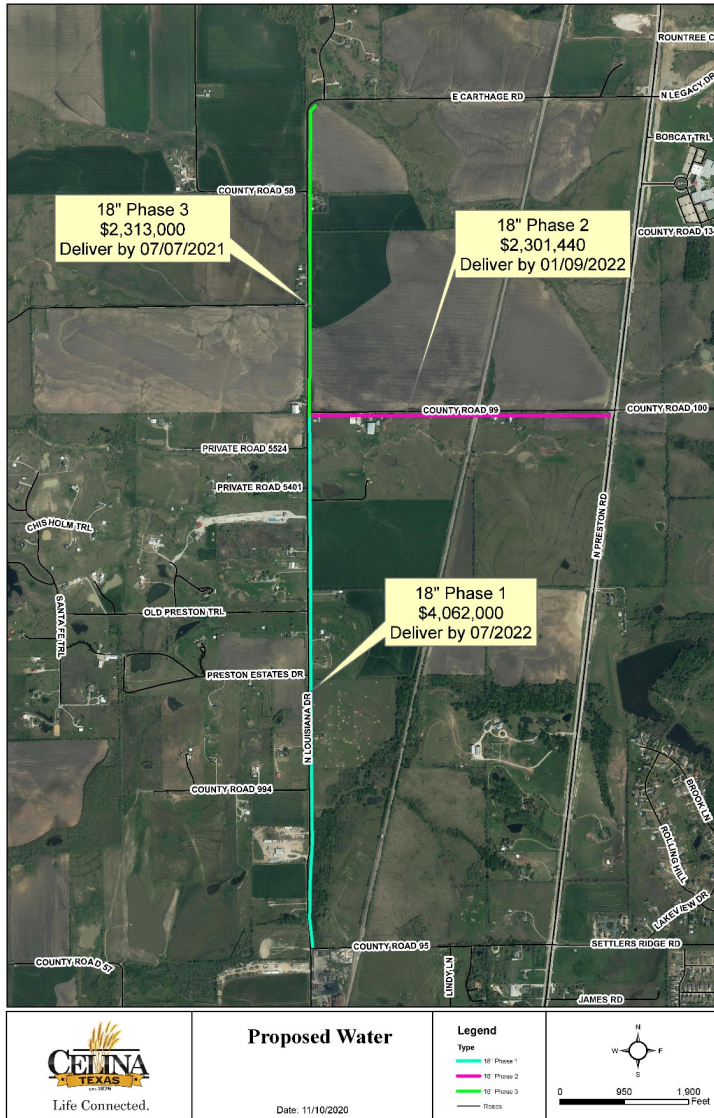 ROUNTREE C
E CARTHAGE RD
N LEGACY DR
BOBCAT TRL
COUNTY ROAD 58
18" Phase 3
$2,313,000
Deliver by 07/07/2021
18" Phase 2
$2,301,440
Deliver by 01/09/2022
COUNTY ROAD 134
COUNTY ROAD 99
COUNTY ROAD 100
PRIVATE ROAD 5524
PRIVATE ROAD 5401
CHISHOLM TRL
N PRESTON RD
18" Phase 1
$4,062,000
Deliver by 07/2022
OLD PRESTON TRL
SANTA FE TRL
PRESTON ESTATES DR
N LOUISIANA DR
COUNTY ROAD 994
BROOK LN
ROLLING HILL
LAKEVIEW DR
COUNTY ROAD 95
SETTLERS RIDGE RD
COUNTY ROAD 57
LINDY LN
JAMES RD
CELINA
TEXAS
est. 1876
Life Connected.
Proposed Water
Date: 11/10/2020
Legend
Type
18" Phase 1
18" Phase 2
18" Phase 3
Roads
N
W E
S
0 950 1,900
Feet